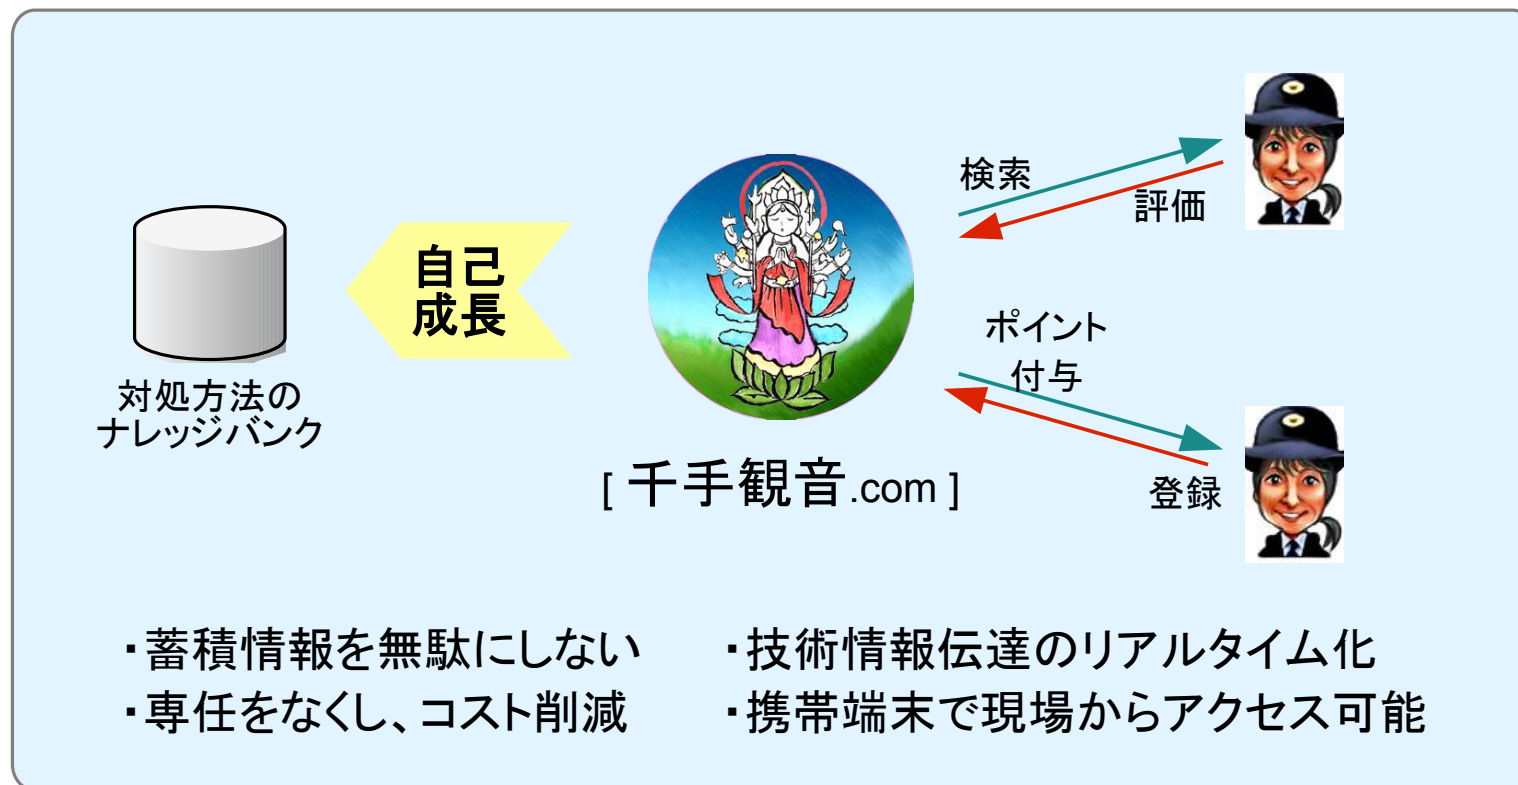 検索
評価
自己
成長
ポイント
付与
対処方法の
ナレッジバンク
[ 千手観音.com ]
登録
・蓄積情報を無駄にしない
・専任をなくし、コスト削減
・技術情報伝達のリアルタイム化
・携帯端末で現場からアクセス可能